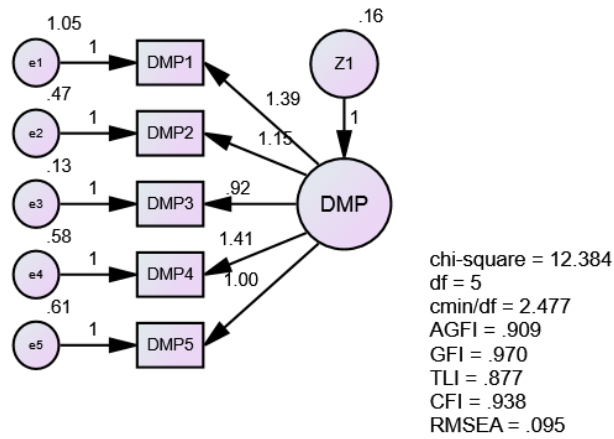 1.05
.16
e1
1
DMP1
Z1
.47
1.39
e2
1
DMP2
1.15
1
.13
e3
1
DMP3
.92
DMP
.58
1.41
e4
1
DMP4
1.00
.61
e5
1
DMP5
chi-square = 12.384
df = 5
cmin/df = 2.477
AGFI = .909
GFI = .970
TLI = .877
CFI = .938
RMSEA = .095